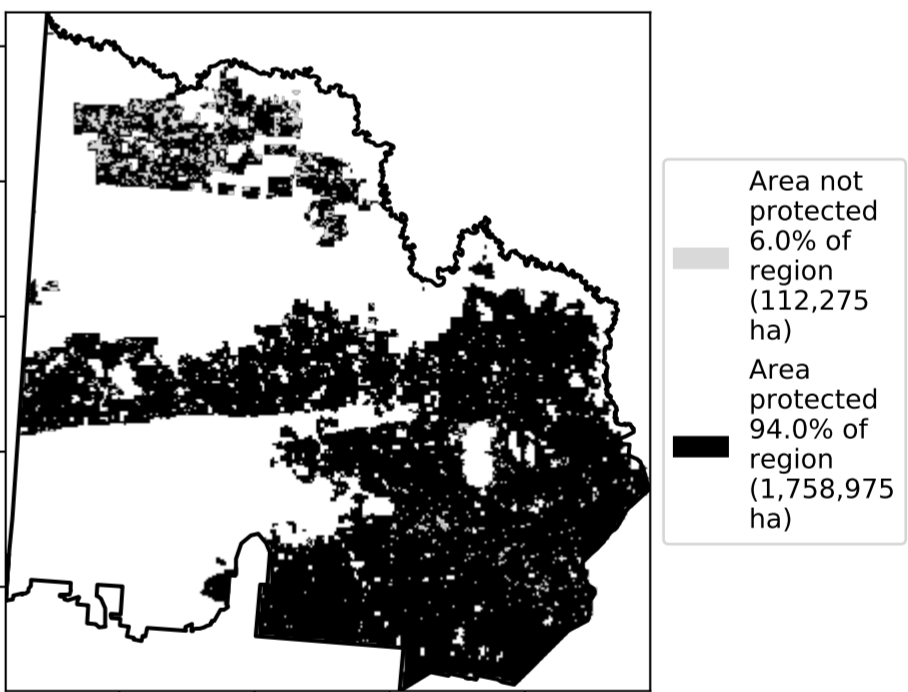 Area not
protected
6.0% of
region
(112,275
ha)
Area
protected
94.0% of
region
(1,758,975
ha)